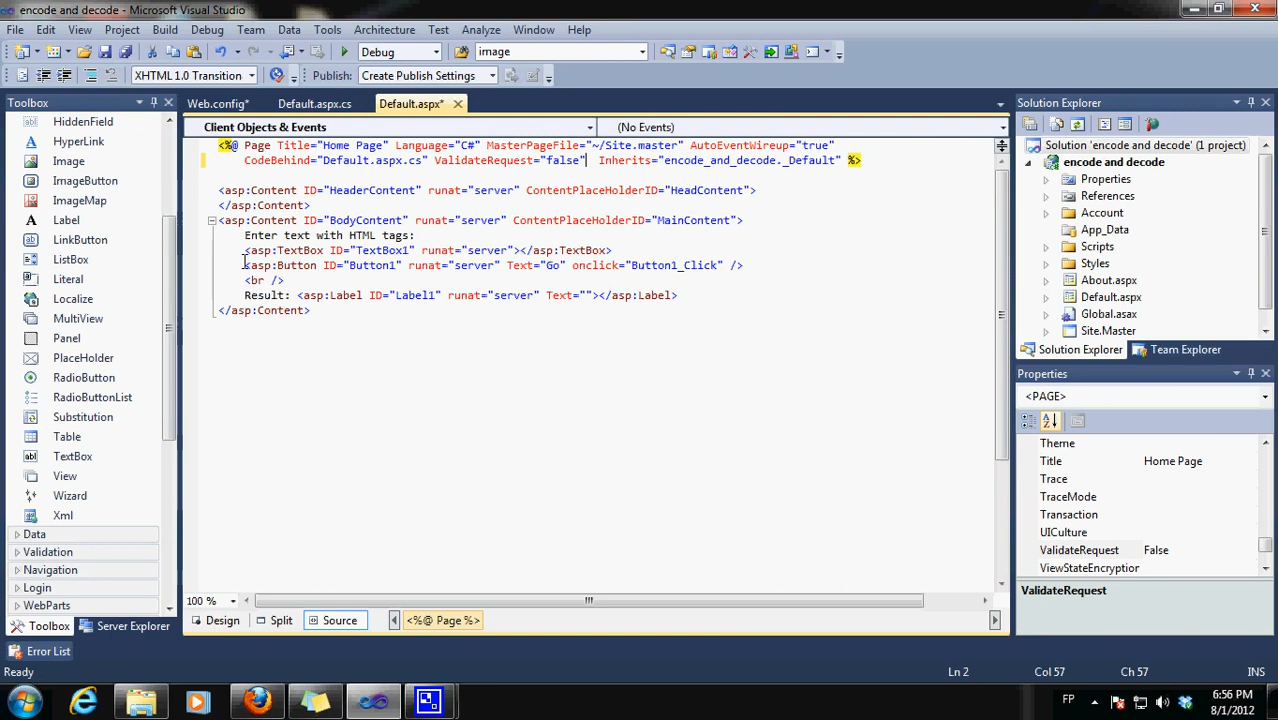 encode and decode - Microsoft Visual Studio
File Edit View Project Build Debug Team Data Tools Architecture Test Analyze Window Help
Debug image
XHTML 1.0 Transition Publish: Create Publish Settings
Toolbox
HiddenField
HyperLink
Image
ImageButton
ImageMap
Label
LinkButton
ListBox
Literal
Localize
MultiView
Panel
PlaceHolder
RadioButton
RadioButtonList
Substitution
Table
TextBox
View
Wizard
Xml
Data
Validation
Navigation
Login
WebParts
Toolbox Server Explorer
Web.config* Default.aspx.cs Default.aspx*
Client Objects & Events (No Events)
<%@ Page Title="Home Page" Language="C#" MasterPageFile="~/Site.master" AutoEventWireup="true"
CodeBehind="Default.aspx.cs" ValidateRequest="false" Inherits="encode_and_decode._Default" %>
<asp:Content ID="HeaderContent" runat="server" ContentPlaceHolderID="HeadContent">
</asp:Content>
<asp:Content ID="BodyContent" runat="server" ContentPlaceHolderID="MainContent">
Enter text with HTML tags:
<asp:TextBox ID="TextBox1" runat="server"></asp:TextBox>
<asp:Button ID="Button1" runat="server" Text="Go" onclick="Button1_Click" />
<br />
Result: <asp:Label ID="Label1" runat="server" Text=""></asp:Label>
</asp:Content>
100 %
Design Split Source <%@ Page %>
Solution Explorer
Solution 'encode and decode' (1 project)
encode and decode
Properties
References
Account
App_Data
Scripts
Styles
About.aspx
Default.aspx
Global.asax
Site.Master
Solution Explorer Team Explorer
Properties
<PAGE>
Theme
Title Home Page
Trace
TraceMode
Transaction
UICulture
ValidateRequest False
ViewStateEncryption
ValidateRequest
Error List
Ready Ln 2 Col 57 Ch 57 INS
FP 6:56 PM
8/1/2012